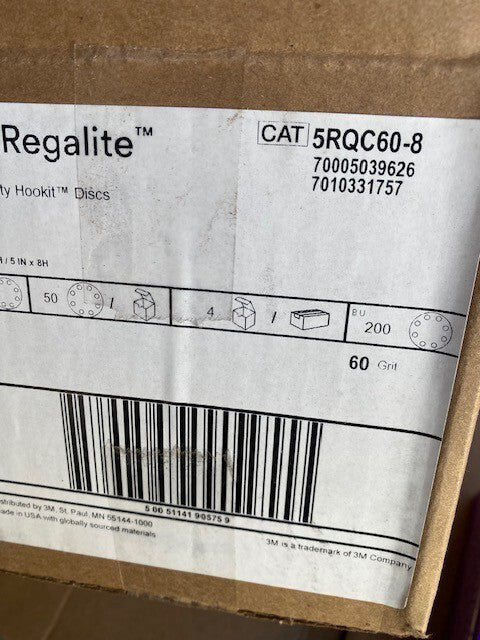 Regalite™
CAT 5RQC60-8
70005039626
7010331757
ty Hookit™ Discs
/ 5 IN x 8H
50 / 4 / BU 200
60 Grit
5 00 51141 90575 9
stributed by 3M, St. Paul, MN 55144-1000
ade in USA with globally sourced materials
3M is a trademark of 3M Company